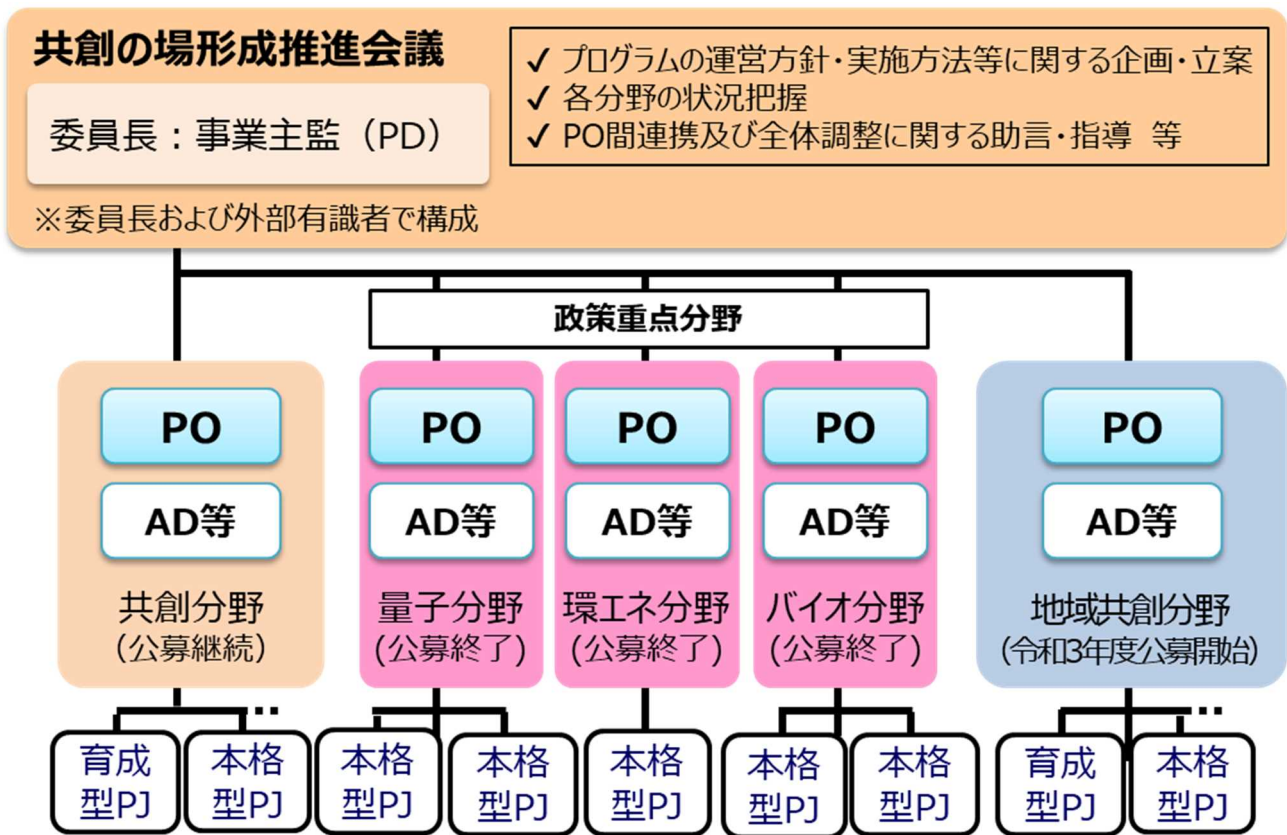 共創の場形成推進会議
委員長：事業主監（PD）
※委員長および外部有識者で構成
✓ プログラムの運営方針・実施方法等に関する企画・立案
✓ 各分野の状況把握
✓ PO間連携及び全体調整に関する助言・指導 等
政策重点分野
PO
AD等
共創分野
(公募継続)
PO
AD等
量子分野
(公募終了)
PO
AD等
環エネ分野
(公募終了)
PO
AD等
バイオ分野
(公募終了)
PO
AD等
地域共創分野
(令和3年度公募開始)
育成
型PJ
本格
型PJ
…
本格
型PJ
本格
型PJ
本格
型PJ
本格
型PJ
本格
型PJ
育成
型PJ
本格
型PJ
…